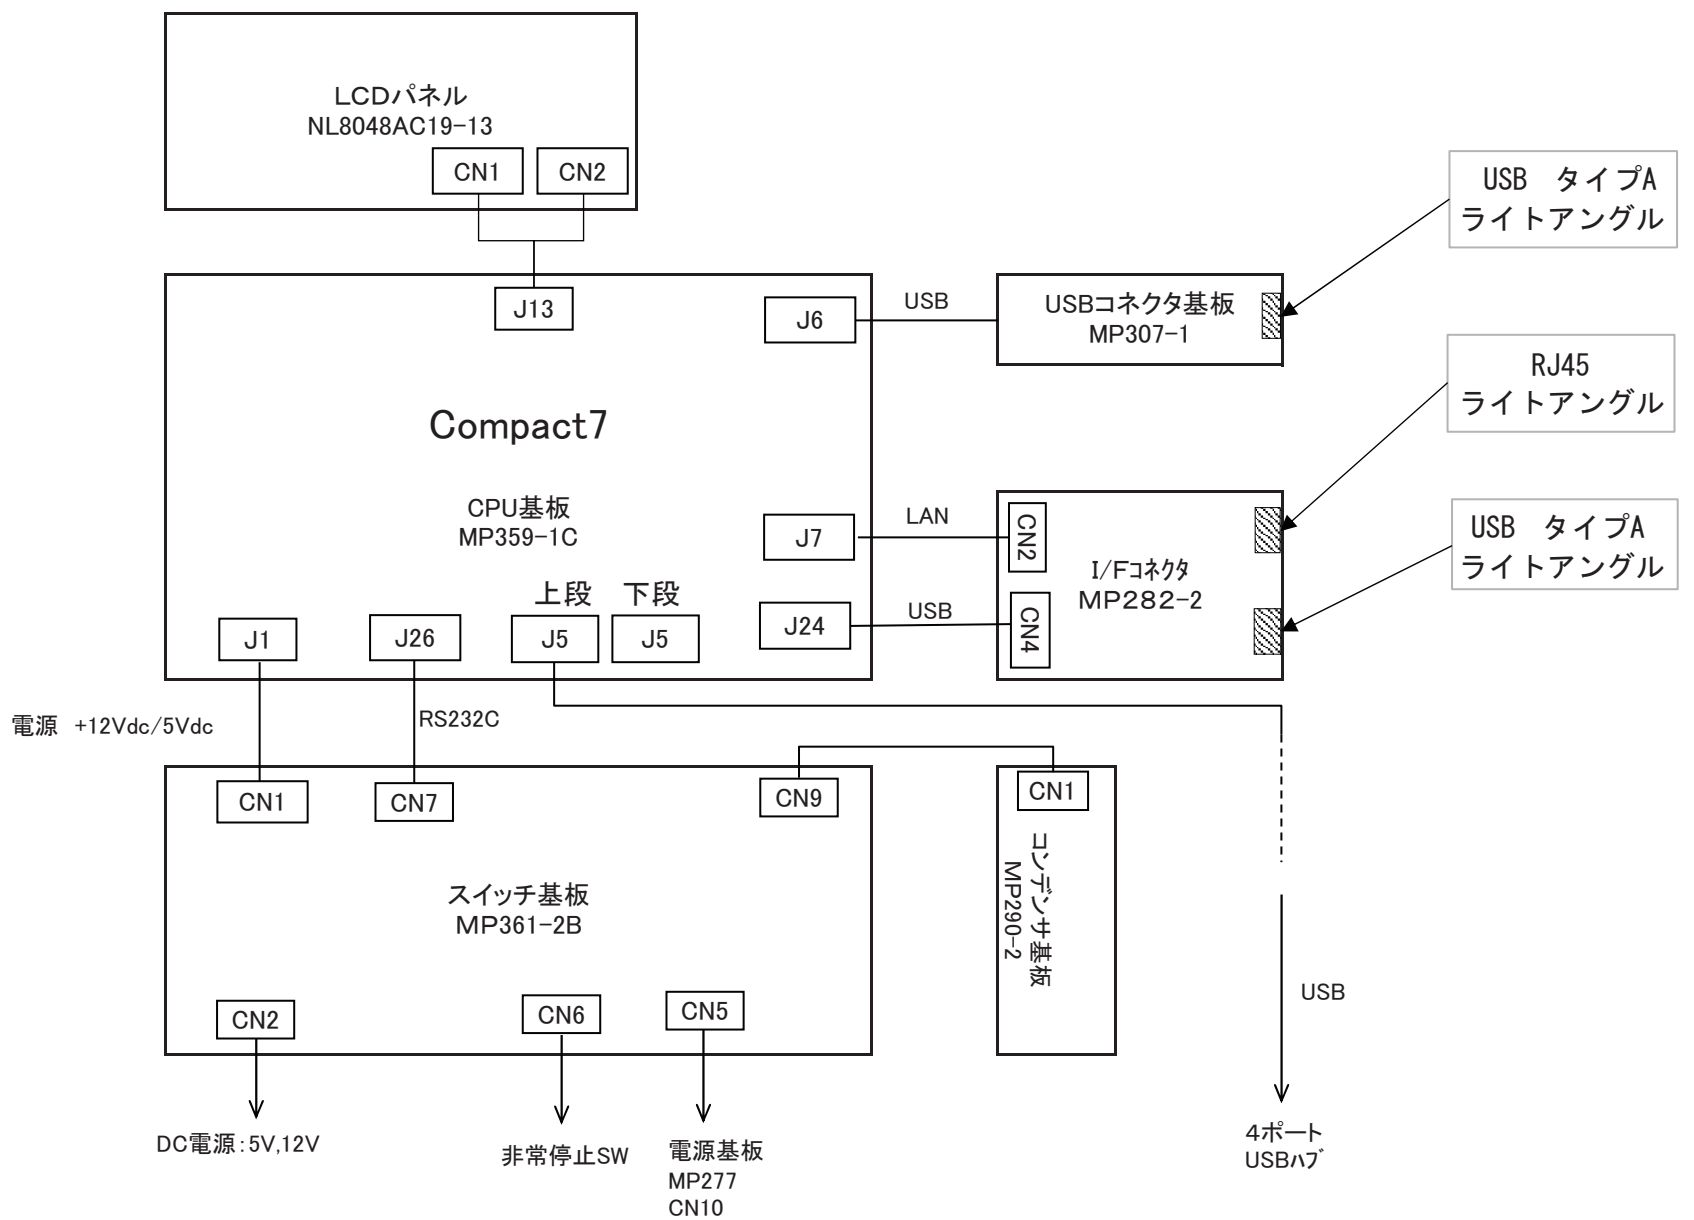 LCDパネル
NL8048AC19-13
CN1
CN2
USB　タイプA
ライトアングル
J13
J6
USB
USBコネクタ基板
MP307-1
RJ45
ライトアングル
Compact7
CPU基板
MP359-1C
J7
LAN
CN2
I/Fｺﾈｸﾀ
MP282-2
USB　タイプA
ライトアングル
上段
下段
J1
J26
J5
J5
J24
USB
CN4
電源　+12Vdc/5Vdc
RS232C
CN1
CN7
CN9
CN1
コンデンサ基板
MP290-2
スイッチ基板
MP361-2B
CN2
CN6
CN5
USB
DC電源：5V,12V
非常停止SW
電源基板
MP277
CN10
4ポート
USBﾊﾌﾞ